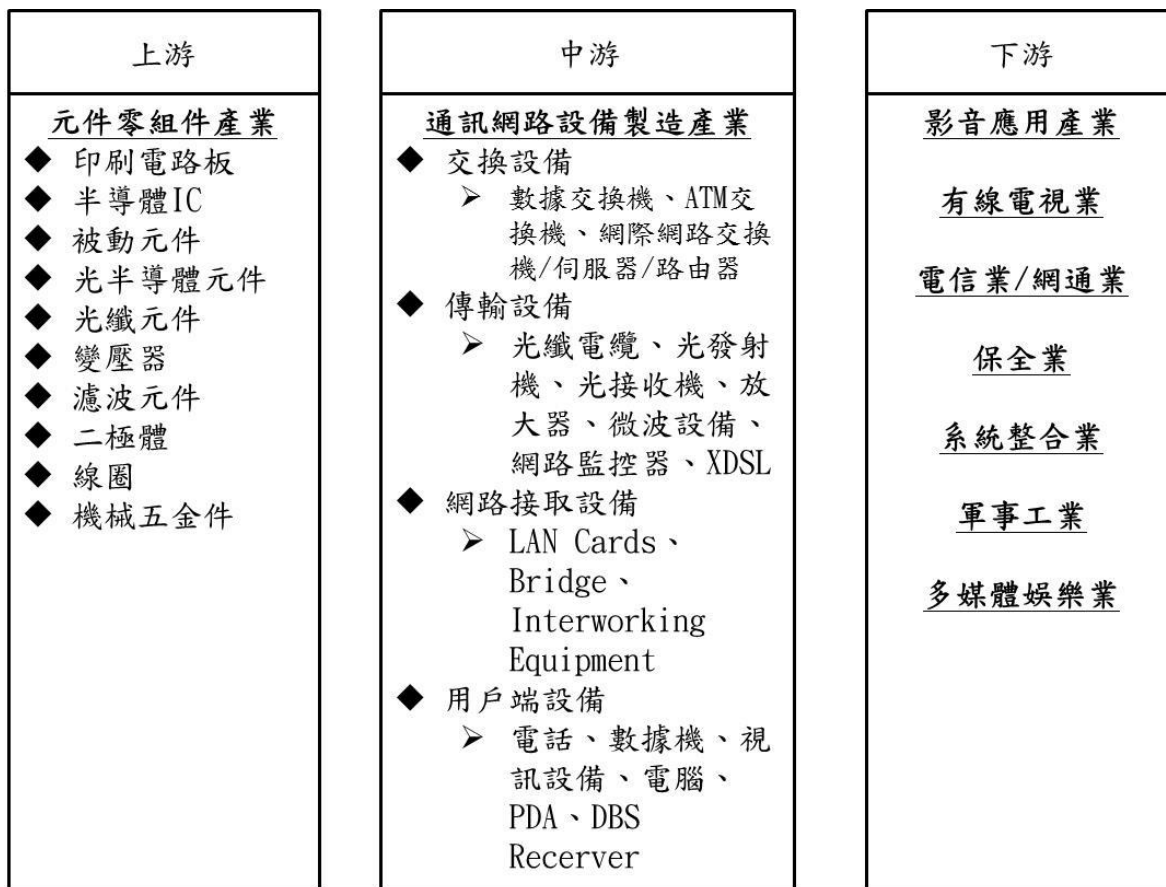 上游
元件零組件產業
◆ 印刷電路板
◆ 半導體IC
◆ 被動元件
◆ 光半導體元件
◆ 光纖元件
◆ 變壓器
◆ 濾波元件
◆ 二極體
◆ 線圈
◆ 機械五金件
中游
通訊網路設備製造產業
◆ 交換設備
➢ 數據交換機、ATM交
換機、網際網路交換
機/伺服器/路由器
◆ 傳輸設備
➢ 光纖電纜、光發射
機、光接收機、放
大器、微波設備、
網路監控器、XDSL
◆ 網路接取設備
➢ LAN Cards、
Bridge、
Interworking
Equipment
◆ 用戶端設備
➢ 電話、數據機、視
訊設備、電腦、
PDA、DBS
Recerver
下游
影音應用產業
有線電視業
電信業/網通業
保全業
系統整合業
軍事工業
多媒體娛樂業